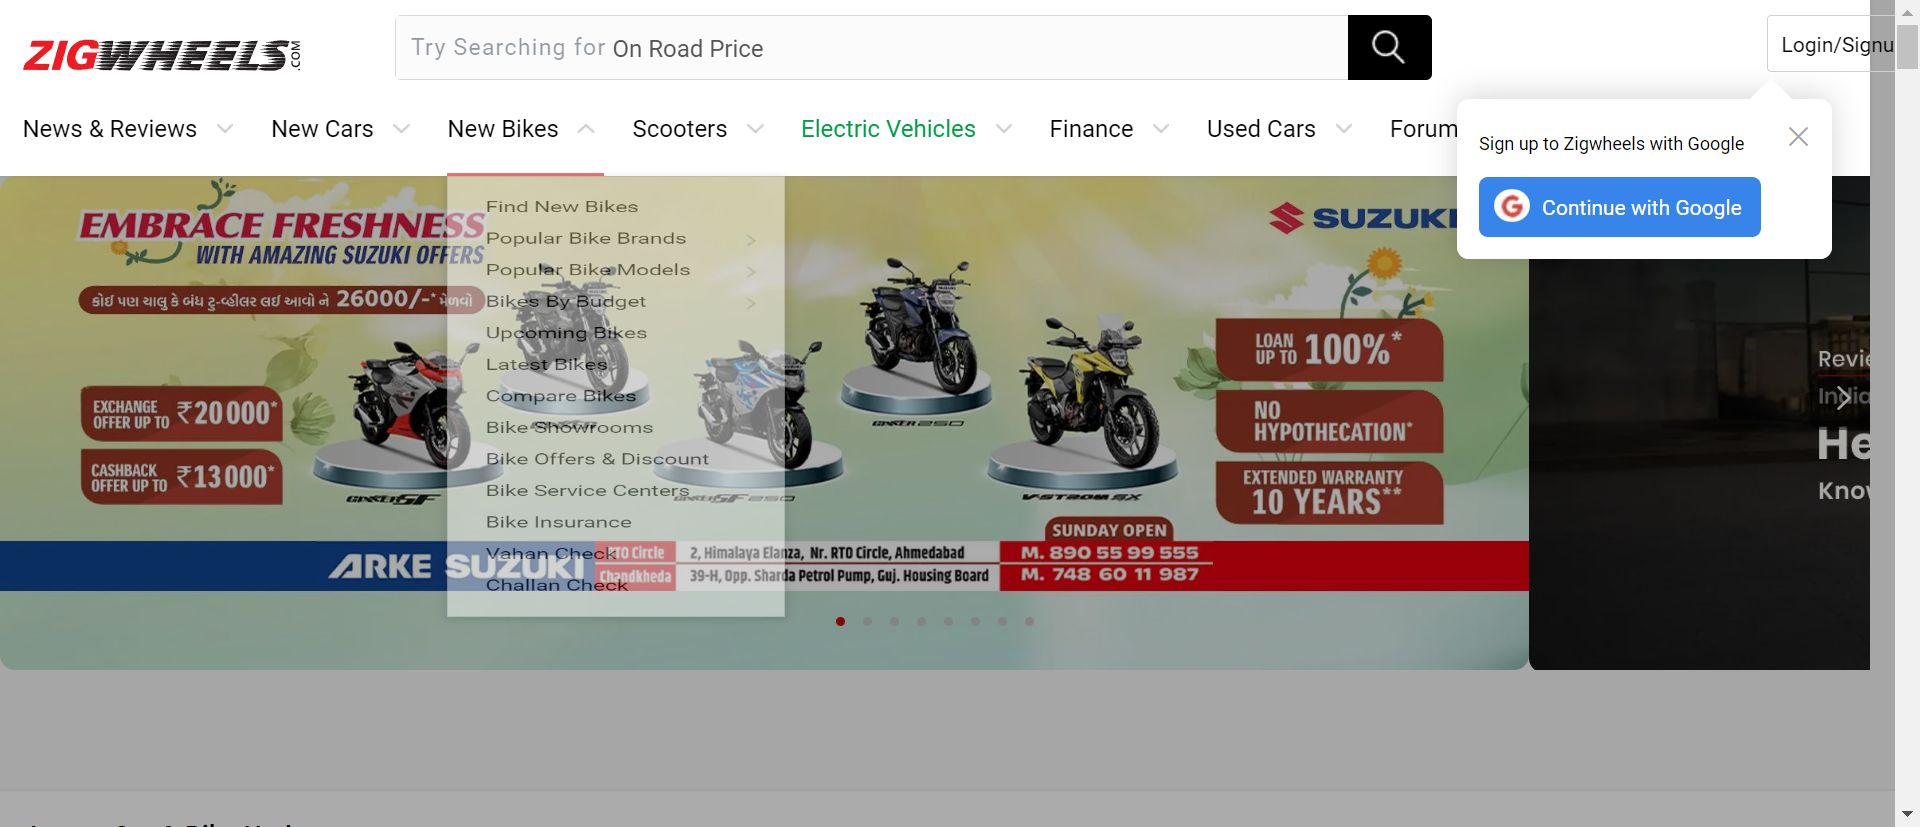 ZIGWHEELS.COM
Try Searching for On Road Price
Login/Signu
News & Reviews
New Cars
New Bikes
Scooters
Electric Vehicles
Finance
Used Cars
Forum
Sign up to Zigwheels with Google
Continue with Google
Find New Bikes
Popular Bike Brands
Popular Bike Models
Bikes By Budget
Upcoming Bikes
Latest Bikes
Compare Bikes
Bike Showrooms
Bike Offers & Discount
Bike Service Centers
Bike Insurance
Vahan Check
Challan Check
EMBRACE FRESHNESS
WITH AMAZING SUZUKI OFFERS
કોઈ પણ ચાલુ કે બંધ ટુ-વ્હીલર લઈ આવો ને 26000/-* મેળવો
SUZUKI
EXCHANGE
OFFER UP TO ₹20000*
CASHBACK
OFFER UP TO ₹13000*
GIXXER SF
GIXXER SF 250
GIXXER 250
V-STROM SX
LOAN
UP TO 100%*
NO
HYPOTHECATION*
EXTENDED WARRANTY
10 YEARS**
SUNDAY OPEN
ARKE SUZUKI
RTO Circle
2, Himalaya Elanza, Nr. RTO Circle, Ahmedabad
M. 890 55 99 555
Chandkheda
39-H, Opp. Sharda Petrol Pump, Guj. Housing Board
M. 748 60 11 987
Revie
India
He
Know